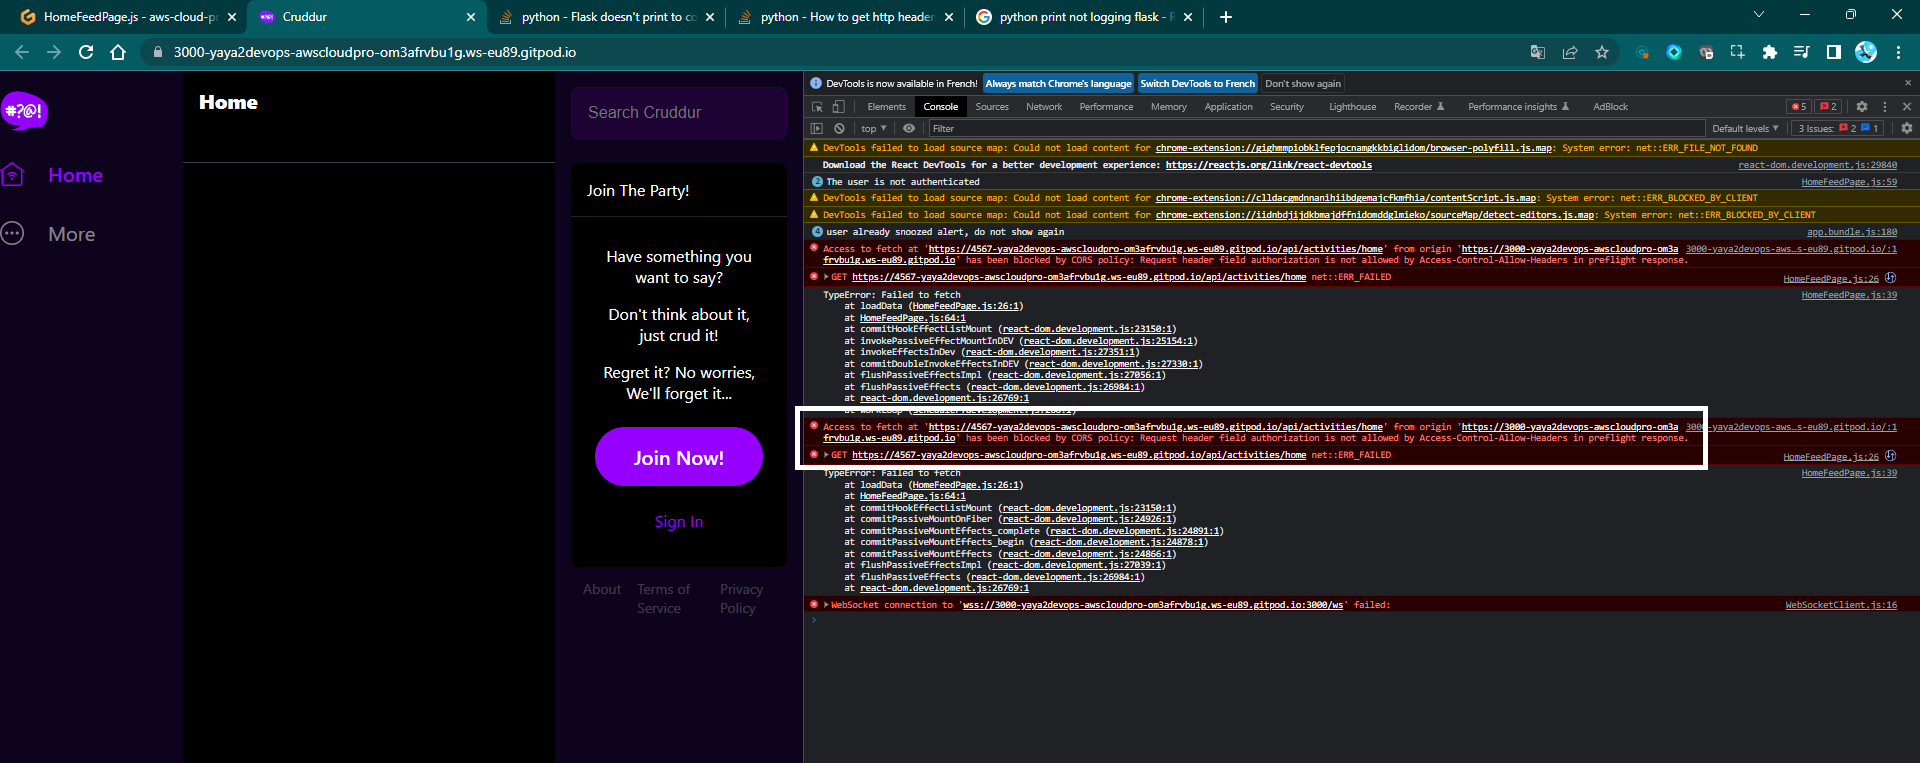 HomeFeedPage.js - aws-cloud-pr
Cruddur
python - Flask doesn't print to co
python - How to get http header
python print not logging flask - R
3000-yaya2devops-awscloudpro-om3afrvbu1g.ws-eu89.gitpod.io
#?@!
Home
More
Home
Search Cruddur
Join The Party!
Have something you
want to say?
Don't think about it,
just crud it!
Regret it? No worries,
We'll forget it...
Join Now!
Sign In
About
Terms of
Service
Privacy
Policy
DevTools is now available in French! Always match Chrome's language Switch DevTools to French Don't show again
Elements Console Sources Network Performance Memory Application Security Lighthouse Recorder Performance insights AdBlock 5 2
top Filter Default levels 3 Issues: 2 1
DevTools failed to load source map: Could not load content for chrome-extension://gighmmpiobklfepjocnamgkkbiglidom/browser-polyfill.js.map: System error: net::ERR_FILE_NOT_FOUND
Download the React DevTools for a better development experience: https://reactjs.org/link/react-devtools react-dom.development.js:29840
2 The user is not authenticated HomeFeedPage.js:59
DevTools failed to load source map: Could not load content for chrome-extension://clldacgmdnnanihiibdgemajcfkmfhia/contentScript.js.map: System error: net::ERR_BLOCKED_BY_CLIENT
DevTools failed to load source map: Could not load content for chrome-extension://iidnbdjijdkbmajdffnidomddglmieko/sourceMap/detect-editors.js.map: System error: net::ERR_BLOCKED_BY_CLIENT
4 user already snoozed alert, do not show again app.bundle.js:180
Access to fetch at 'https://4567-yaya2devops-awscloudpro-om3afrvbu1g.ws-eu89.gitpod.io/api/activities/home' from origin 'https://3000-yaya2devops-awscloudpro-om3a 3000-yaya2devops-aws…s-eu89.gitpod.io/:1
frvbu1g.ws-eu89.gitpod.io' has been blocked by CORS policy: Request header field authorization is not allowed by Access-Control-Allow-Headers in preflight response.
GET https://4567-yaya2devops-awscloudpro-om3afrvbu1g.ws-eu89.gitpod.io/api/activities/home net::ERR_FAILED HomeFeedPage.js:26
TypeError: Failed to fetch HomeFeedPage.js:39
at loadData (HomeFeedPage.js:26:1)
at HomeFeedPage.js:64:1
at commitHookEffectListMount (react-dom.development.js:23150:1)
at invokePassiveEffectMountInDEV (react-dom.development.js:25154:1)
at invokeEffectsInDev (react-dom.development.js:27351:1)
at commitDoubleInvokeEffectsInDEV (react-dom.development.js:27330:1)
at flushPassiveEffectsImpl (react-dom.development.js:27056:1)
at flushPassiveEffects (react-dom.development.js:26984:1)
at react-dom.development.js:26769:1
at workLoop (scheduler.development.js:266:1)
Access to fetch at 'https://4567-yaya2devops-awscloudpro-om3afrvbu1g.ws-eu89.gitpod.io/api/activities/home' from origin 'https://3000-yaya2devops-awscloudpro-om3a 3000-yaya2devops-aws…s-eu89.gitpod.io/:1
frvbu1g.ws-eu89.gitpod.io' has been blocked by CORS policy: Request header field authorization is not allowed by Access-Control-Allow-Headers in preflight response.
GET https://4567-yaya2devops-awscloudpro-om3afrvbu1g.ws-eu89.gitpod.io/api/activities/home net::ERR_FAILED HomeFeedPage.js:26
TypeError: Failed to fetch HomeFeedPage.js:39
at loadData (HomeFeedPage.js:26:1)
at HomeFeedPage.js:64:1
at commitHookEffectListMount (react-dom.development.js:23150:1)
at commitPassiveMountOnFiber (react-dom.development.js:24926:1)
at commitPassiveMountEffects_complete (react-dom.development.js:24891:1)
at commitPassiveMountEffects_begin (react-dom.development.js:24878:1)
at commitPassiveMountEffects (react-dom.development.js:24866:1)
at flushPassiveEffectsImpl (react-dom.development.js:27039:1)
at flushPassiveEffects (react-dom.development.js:26984:1)
at react-dom.development.js:26769:1
WebSocket connection to 'wss://3000-yaya2devops-awscloudpro-om3afrvbu1g.ws-eu89.gitpod.io:3000/ws' failed: WebSocketClient.js:16